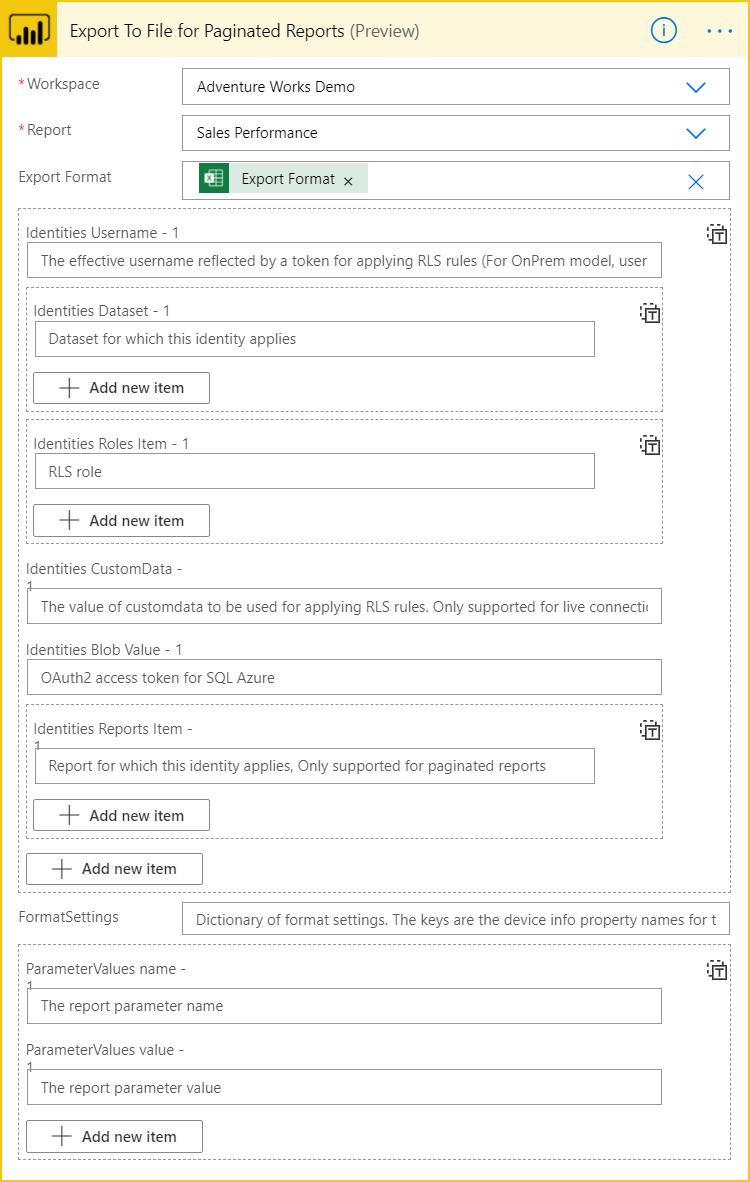 Export To File for Paginated Reports (Preview)
* Workspace
Adventure Works Demo
* Report
Sales Performance
Export Format
Export Format ×
Identities Username - 1
The effective username reflected by a token for applying RLS rules (For OnPrem model, user
Identities Dataset - 1
Dataset for which this identity applies
Add new item
Identities Roles Item - 1
RLS role
Add new item
Identities CustomData -
1
The value of customdata to be used for applying RLS rules. Only supported for live connecti
Identities Blob Value - 1
OAuth2 access token for SQL Azure
Identities Reports Item -
1
Report for which this identity applies, Only supported for paginated reports
Add new item
Add new item
FormatSettings
Dictionary of format settings. The keys are the device info property names for t
ParameterValues name -
1
The report parameter name
ParameterValues value -
1
The report parameter value
Add new item